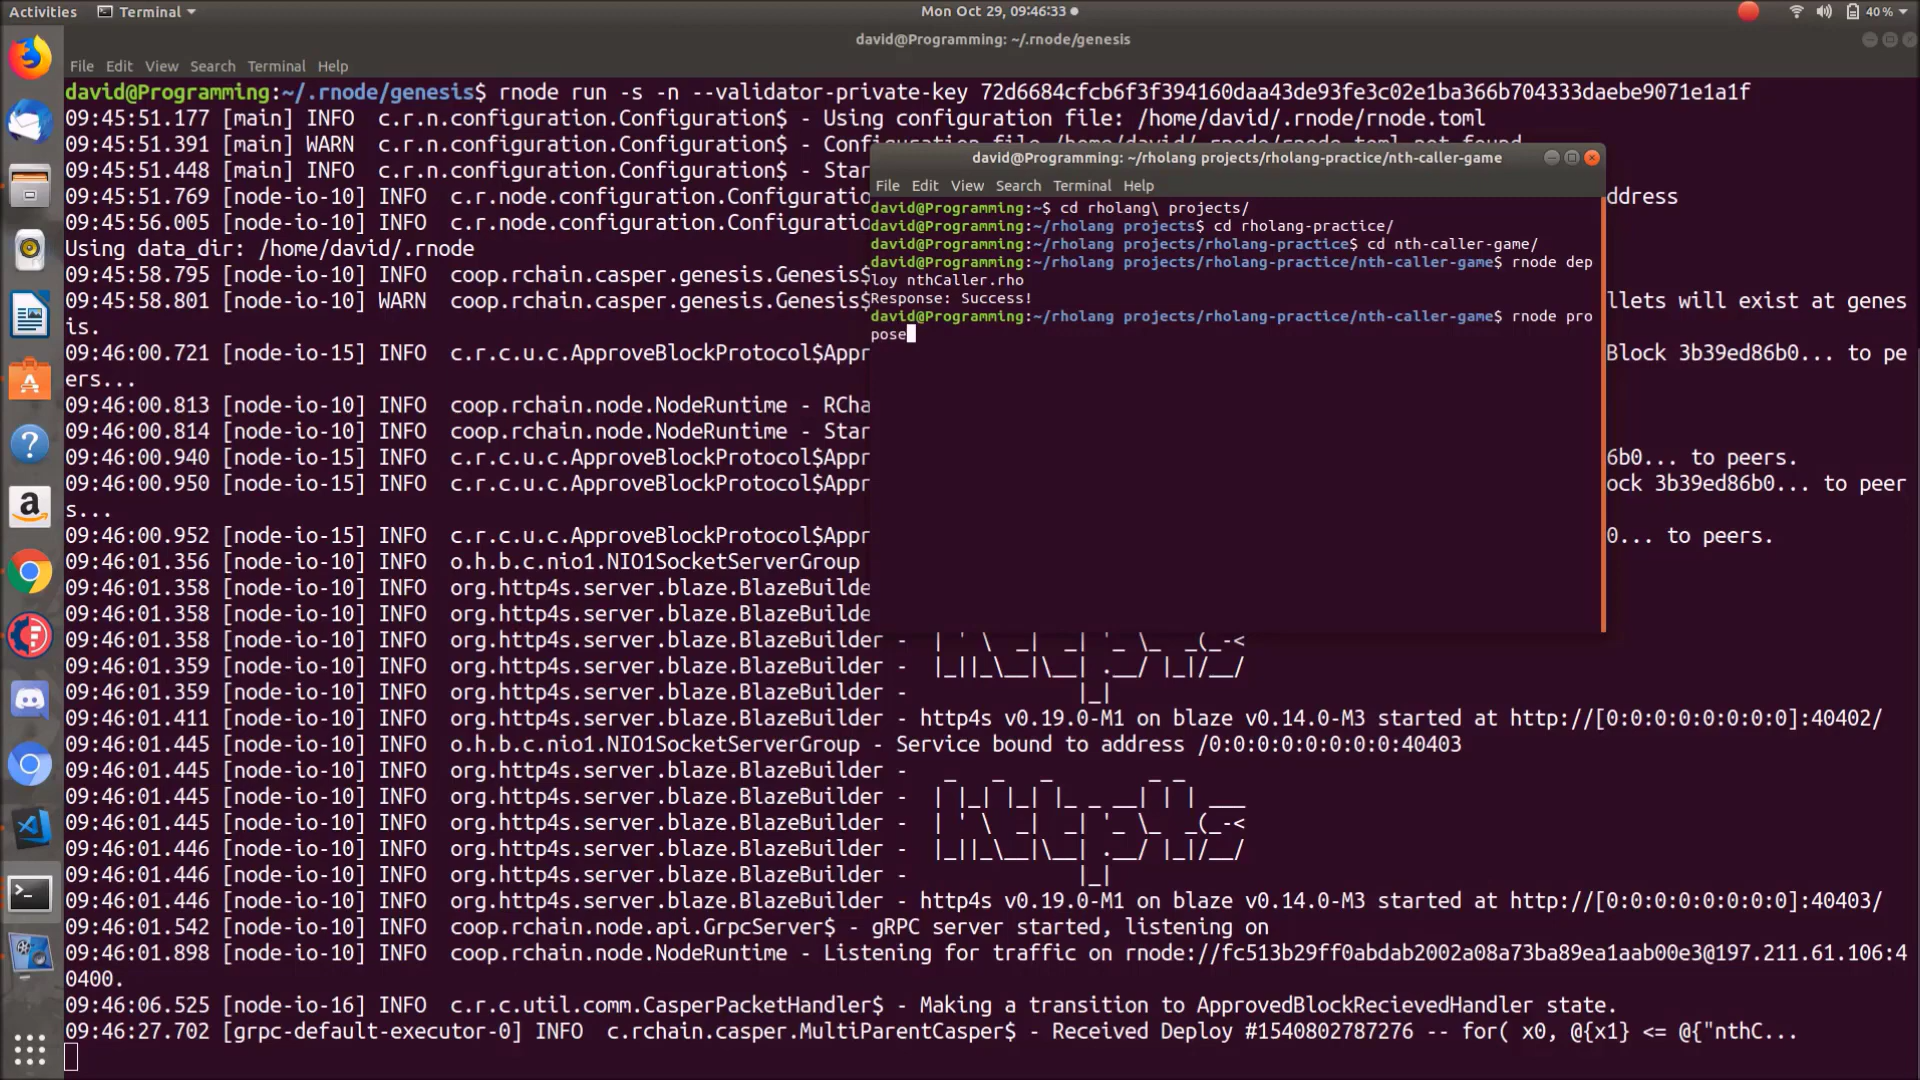 Activities
Terminal
Mon Oct 29, 09:46:33
40 %
david@Programming: ~/.rnode/genesis
File Edit View Search Terminal Help
david@Programming:~/.rnode/genesis$ rnode run -s -n --validator-private-key 72d6684cfcb6f3f394160daa43de93fe3c02e1ba366b704333daebe9071e1a1f
09:45:51.177 [main] INFO  c.r.n.configuration.Configuration$ - Using configuration file: /home/david/.rnode/rnode.toml
09:45:51.391 [main] WARN  c.r.n.configuration.Configuration$ - Configuration file /home/david/.rnode/rnode.toml not found
09:45:51.448 [main] INFO  c.r.n.configuration.Configuration$ - Star
09:45:51.769 [node-io-10] INFO  c.r.node.configuration.Configuratio ddress
09:45:56.005 [node-io-10] INFO  c.r.node.configuration.Configuratio
Using data_dir: /home/david/.rnode
09:45:58.795 [node-io-10] INFO  coop.rchain.casper.genesis.Genesis$
09:45:58.801 [node-io-10] WARN  coop.rchain.casper.genesis.Genesis$ llets will exist at genes
is.
09:46:00.721 [node-io-15] INFO  c.r.c.u.c.ApproveBlockProtocol$Appr Block 3b39ed86b0... to pe
ers...
09:46:00.813 [node-io-10] INFO  coop.rchain.node.NodeRuntime - RCha
09:46:00.814 [node-io-10] INFO  coop.rchain.node.NodeRuntime - Star
09:46:00.940 [node-io-15] INFO  c.r.c.u.c.ApproveBlockProtocol$Appr 6b0... to peers.
09:46:00.950 [node-io-15] INFO  c.r.c.u.c.ApproveBlockProtocol$Appr ock 3b39ed86b0... to peer
s...
09:46:00.952 [node-io-15] INFO  c.r.c.u.c.ApproveBlockProtocol$Appr 0... to peers.
09:46:01.356 [node-io-10] INFO  o.h.b.c.nio1.NIO1SocketServerGroup
09:46:01.358 [node-io-10] INFO  org.http4s.server.blaze.BlazeBuilde
09:46:01.358 [node-io-10] INFO  org.http4s.server.blaze.BlazeBuilde
09:46:01.358 [node-io-10] INFO  org.http4s.server.blaze.BlazeBuilder -  | ' \  _|  _| '_ \_  _(_-<
09:46:01.359 [node-io-10] INFO  org.http4s.server.blaze.BlazeBuilder -  |_||_\__|\__| .__/ |_|/__/
09:46:01.359 [node-io-10] INFO  org.http4s.server.blaze.BlazeBuilder -              |_|
09:46:01.411 [node-io-10] INFO  org.http4s.server.blaze.BlazeBuilder - http4s v0.19.0-M1 on blaze v0.14.0-M3 started at http://[0:0:0:0:0:0:0:0]:40402/
09:46:01.445 [node-io-10] INFO  o.h.b.c.nio1.NIO1SocketServerGroup - Service bound to address /0:0:0:0:0:0:0:0:40403
09:46:01.445 [node-io-10] INFO  org.http4s.server.blaze.BlazeBuilder -   _   _   _        _ _
09:46:01.445 [node-io-10] INFO  org.http4s.server.blaze.BlazeBuilder -  | |_| |_| |_ _ __| | | ___
09:46:01.445 [node-io-10] INFO  org.http4s.server.blaze.BlazeBuilder -  | ' \  _|  _| '_ \_  _(_-<
09:46:01.446 [node-io-10] INFO  org.http4s.server.blaze.BlazeBuilder -  |_||_\__|\__| .__/ |_|/__/
09:46:01.446 [node-io-10] INFO  org.http4s.server.blaze.BlazeBuilder -              |_|
09:46:01.446 [node-io-10] INFO  org.http4s.server.blaze.BlazeBuilder - http4s v0.19.0-M1 on blaze v0.14.0-M3 started at http://[0:0:0:0:0:0:0:0]:40403/
09:46:01.542 [node-io-10] INFO  coop.rchain.node.api.GrpcServer$ - gRPC server started, listening on
09:46:01.898 [node-io-10] INFO  coop.rchain.node.NodeRuntime - Listening for traffic on rnode://fc513b29ff0abdab2002a08a73ba89ea1aab00e3@197.211.61.106:4
0400.
09:46:06.525 [node-io-16] INFO  c.r.c.util.comm.CasperPacketHandler$ - Making a transition to ApprovedBlockRecievedHandler state.
09:46:27.702 [grpc-default-executor-0] INFO  c.rchain.casper.MultiParentCasper$ - Received Deploy #1540802787276 -- for( x0, @{x1} <= @{"nthC...
david@Programming: ~/rholang projects/rholang-practice/nth-caller-game
File Edit View Search Terminal Help
david@Programming:~$ cd rholang\ projects/
david@Programming:~/rholang projects$ cd rholang-practice/
david@Programming:~/rholang projects/rholang-practice$ cd nth-caller-game/
david@Programming:~/rholang projects/rholang-practice/nth-caller-game$ rnode dep
loy nthCaller.rho
Response: Success!
david@Programming:~/rholang projects/rholang-practice/nth-caller-game$ rnode pro
pose